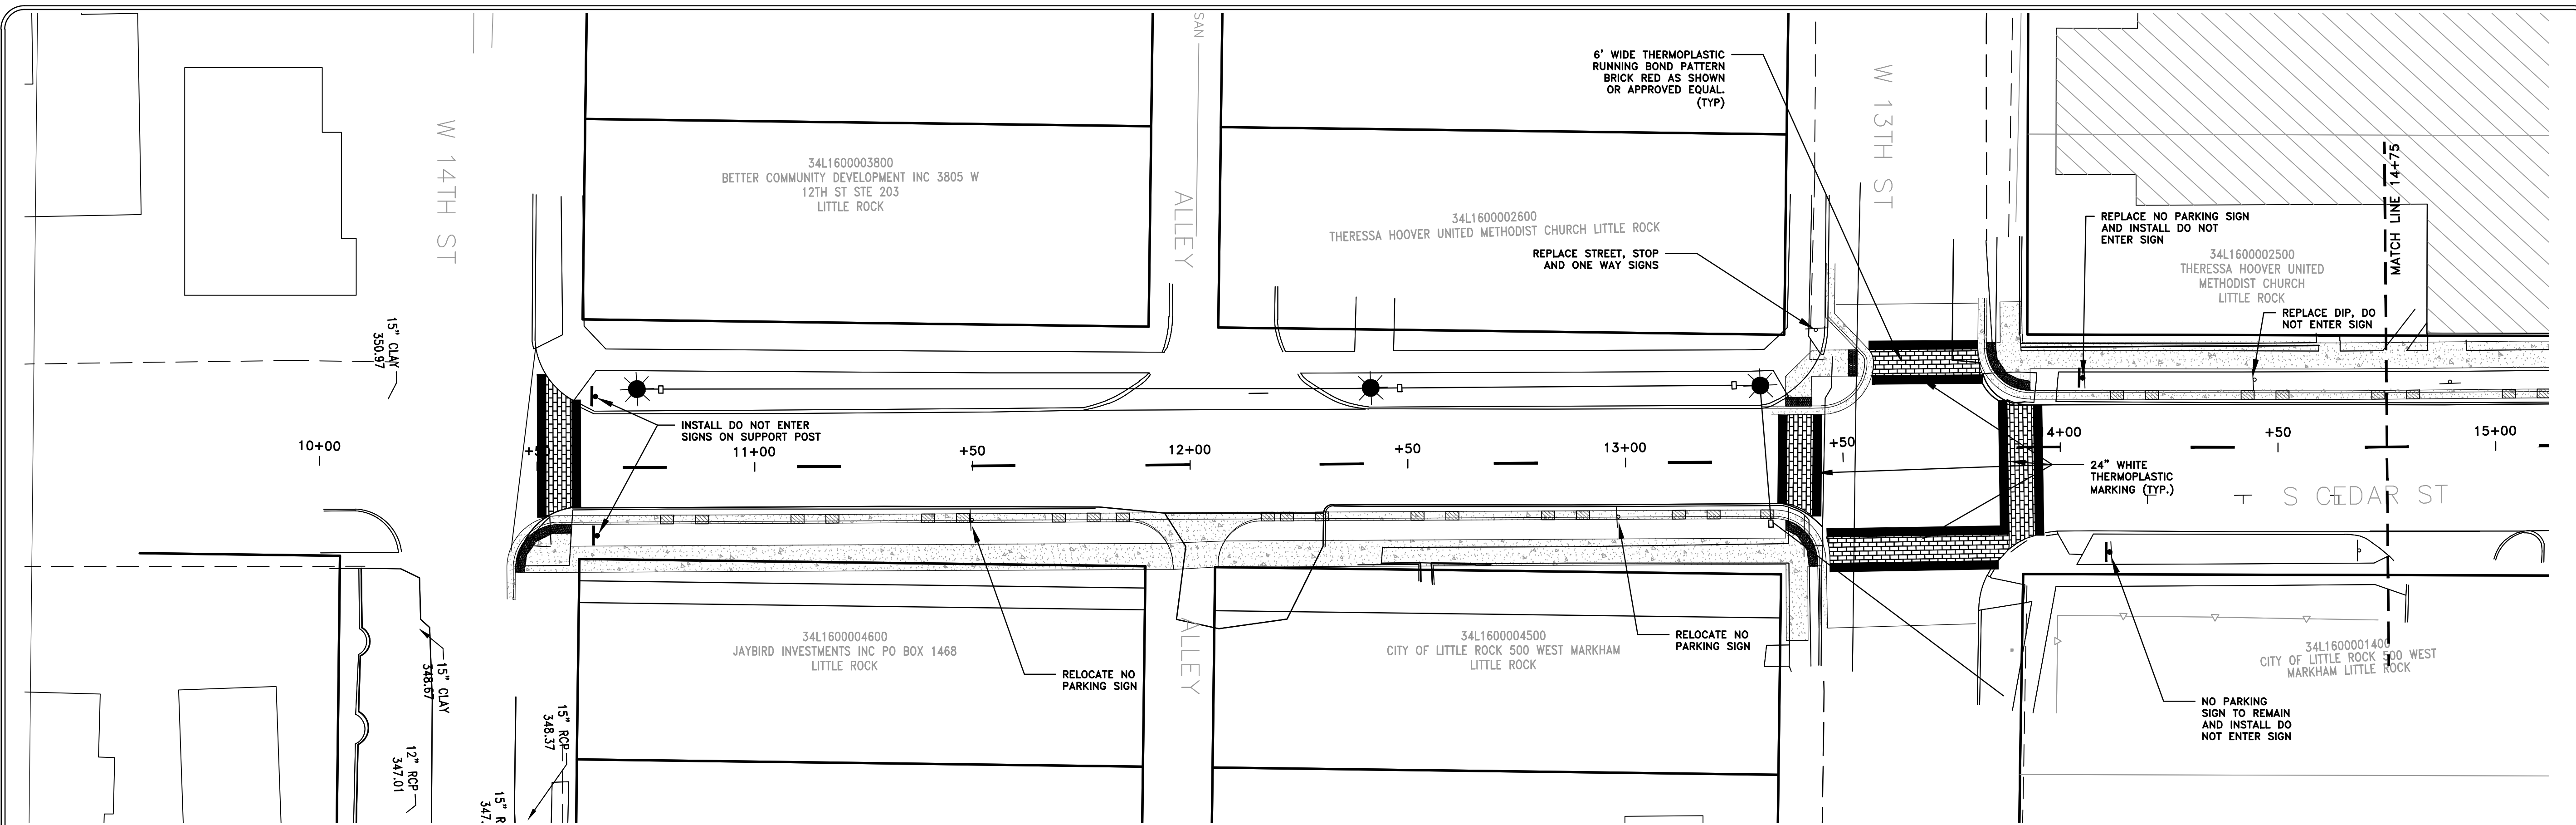 W 14TH ST
SAN
ALLEY
6' WIDE THERMOPLASTIC
RUNNING BOND PATTERN
BRICK RED AS SHOWN
OR APPROVED EQUAL.
(TYP)
W 13TH ST
MATCH LINE 14+75
34L1600003800
BETTER COMMUNITY DEVELOPMENT INC 3805 W
12TH ST STE 203
LITTLE ROCK
34L1600002600
THERESSA HOOVER UNITED METHODIST CHURCH LITTLE ROCK
REPLACE STREET, STOP
AND ONE WAY SIGNS
REPLACE NO PARKING SIGN
AND INSTALL DO NOT
ENTER SIGN
34L1600002500
THERESSA HOOVER UNITED
METHODIST CHURCH
LITTLE ROCK
REPLACE DIP, DO
NOT ENTER SIGN
15" CLAY
350.97
INSTALL DO NOT ENTER
SIGNS ON SUPPORT POST
10+00
11+00
+50
12+00
+50
13+00
+50
14+00
+50
15+00
24" WHITE
THERMOPLASTIC
MARKING (TYP.)
S CEDAR ST
34L1600004600
JAYBIRD INVESTMENTS INC PO BOX 1468
LITTLE ROCK
RELOCATE NO
PARKING SIGN
ALLEY
34L1600004500
CITY OF LITTLE ROCK 500 WEST MARKHAM
LITTLE ROCK
RELOCATE NO
PARKING SIGN
34L1600001400
CITY OF LITTLE ROCK 500 WEST
MARKHAM LITTLE ROCK
NO PARKING
SIGN TO REMAIN
AND INSTALL DO
NOT ENTER SIGN
15" CLAY
348.67
15" RCP
348.37
12" RCP
347.01
15" R
347.